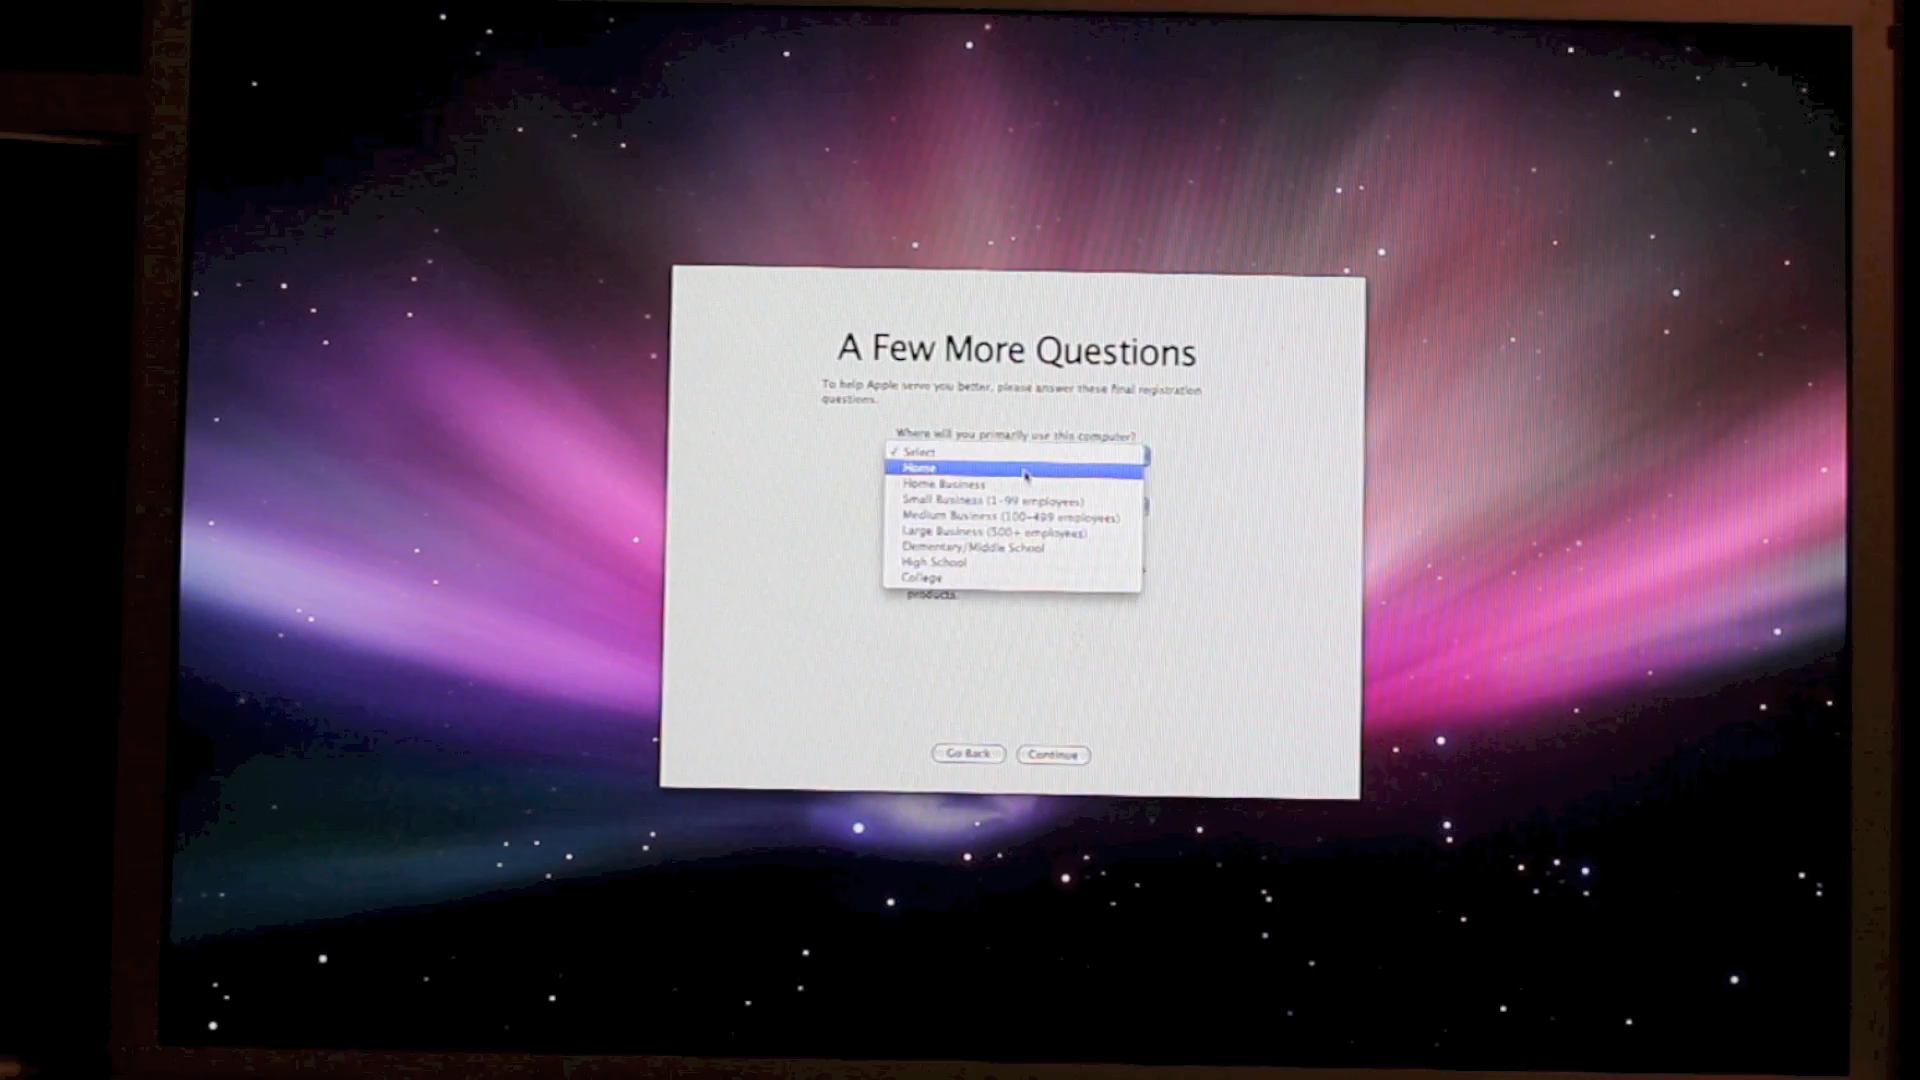 A Few More Questions
To help Apple serve you better, please answer these final registration
questions.
Where will you primarily use this computer?
✓ Select
Home
Home Business
Small Business (1-99 employees)
Medium Business (100-499 employees)
Large Business (500+ employees)
Elementary/Middle School
High School
College
products.
Go Back
Continue